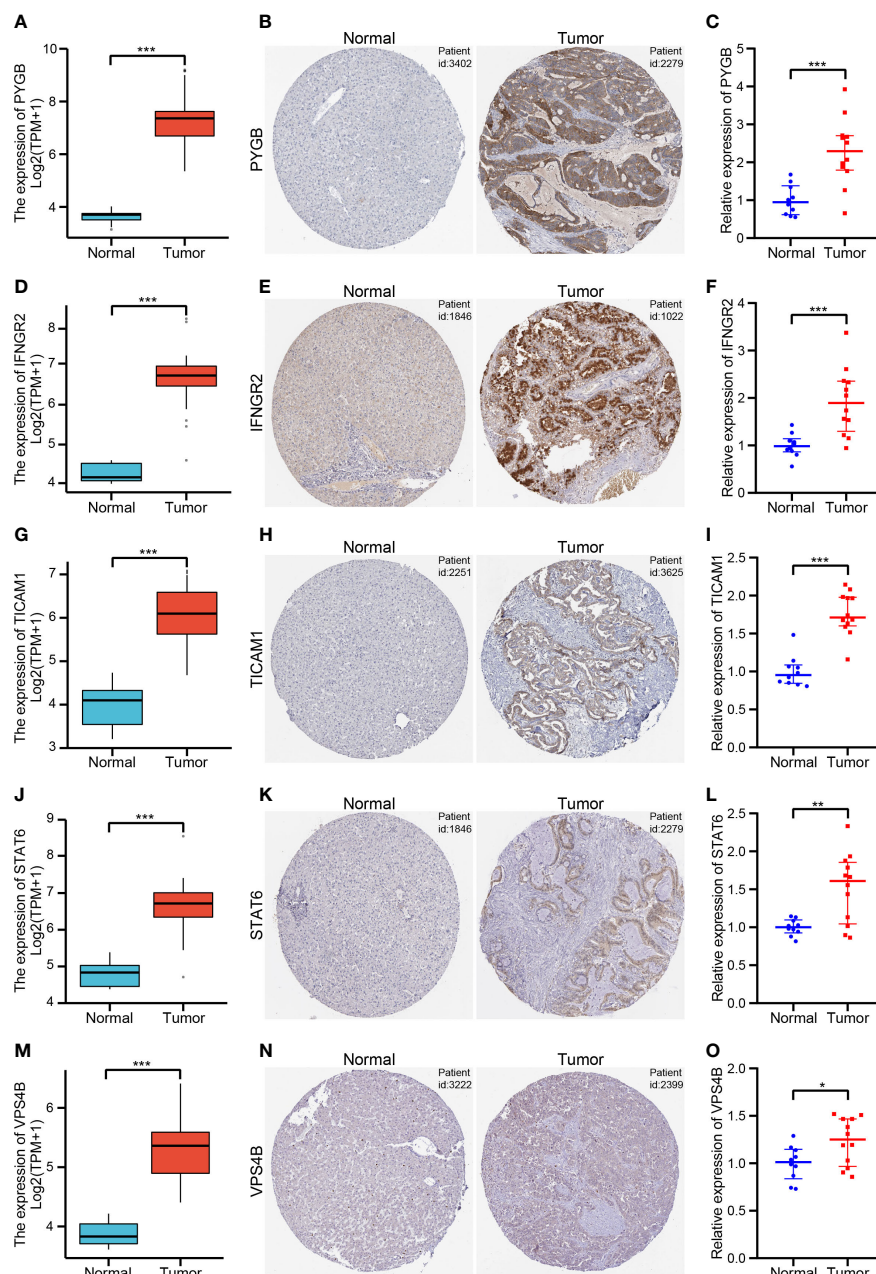 A
The expression of PYGB
Log2(TPM+1)
10
8
6
4
***
Normal
Tumor
B
Normal
Tumor
Patient
id:3402
Patient
id:2279
PYGB
C
Relative expression of PYGB
5
4
3
2
1
0
***
Normal
Tumor
D
The expression of IFNGR2
Log2(TPM+1)
8
7
6
5
4
***
Normal
Tumor
E
Normal
Tumor
Patient
id:1846
Patient
id:1022
IFNGR2
F
Relative expression of IFNGR2
4
3
2
1
0
***
Normal
Tumor
G
The expression of TICAM1
Log2(TPM+1)
7
6
5
4
3
***
Normal
Tumor
H
Normal
Tumor
Patient
id:2251
Patient
id:3625
TICAM1
I
Relative expression of TICAM1
2.5
2.0
1.5
1.0
0.5
0.0
***
Normal
Tumor
J
The expression of STAT6
Log2(TPM+1)
9
8
7
6
5
4
***
Normal
Tumor
K
Normal
Tumor
Patient
id:1846
Patient
id:2279
STAT6
L
Relative expression of STAT6
2.5
2.0
1.5
1.0
0.5
0.0
**
Normal
Tumor
M
The expression of VPS4B
Log2(TPM+1)
6
5
4
***
Normal
Tumor
N
Normal
Tumor
Patient
id:3222
Patient
id:2399
VPS4B
O
Relative expression of VPS4B
2.0
1.5
1.0
0.5
0.0
*
Normal
Tumor